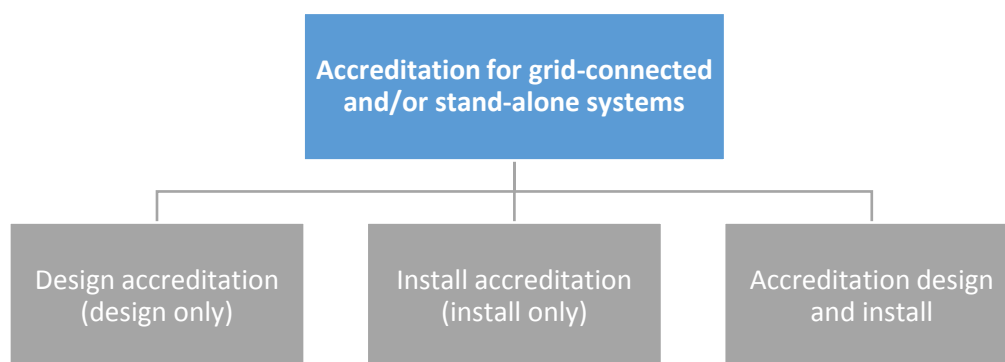 Accreditation for grid-connected
and/or stand-alone systems
Design accreditation
(design only)
Install accreditation
(install only)
Accreditation design
and install